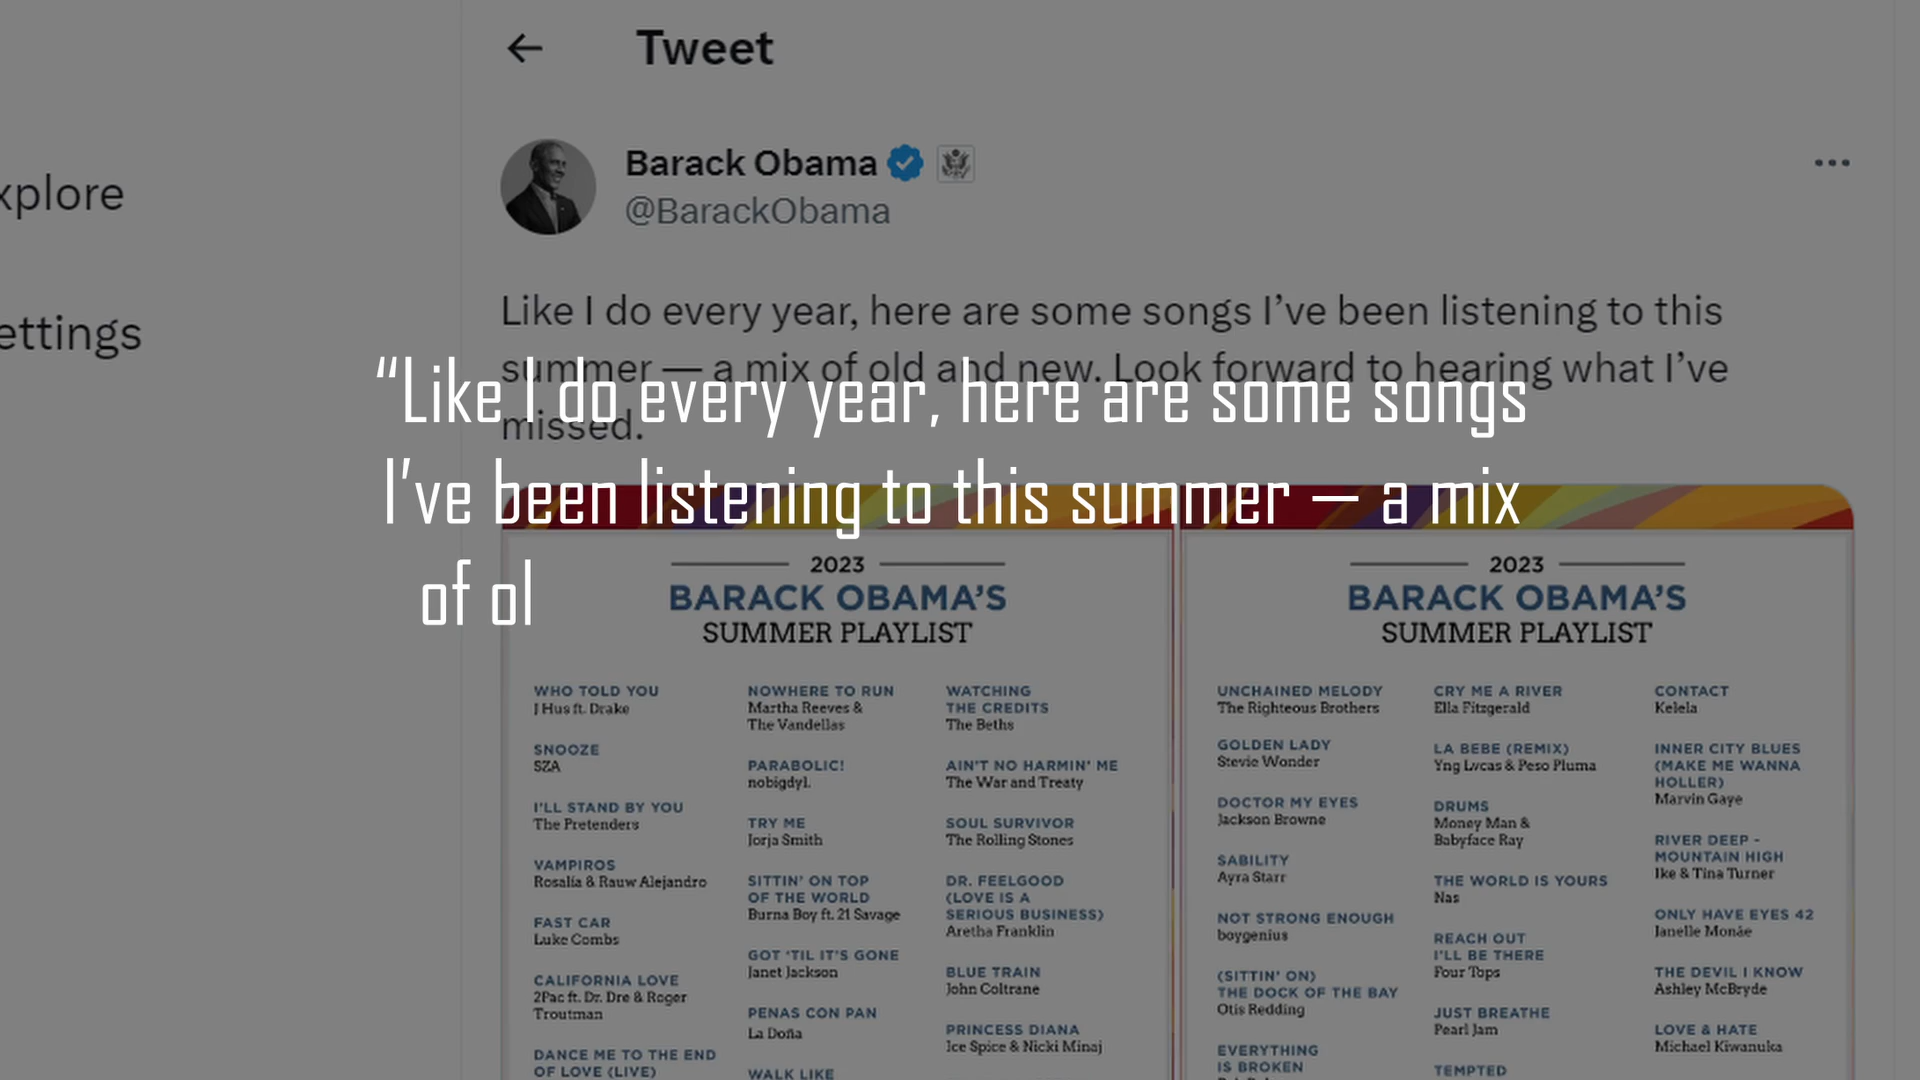 Tweet
xplore
ettings
Barack Obama
@BarackObama
Like I do every year, here are some songs I’ve been listening to this
summer — a mix of old and new. Look forward to hearing what I’ve
missed.
“Like I do every year, here are some songs
I’ve been listening to this summer — a mix
of ol
2023
BARACK OBAMA’S
SUMMER PLAYLIST
WHO TOLD YOU
J Hus ft. Drake
SNOOZE
SZA
I’LL STAND BY YOU
The Pretenders
VAMPIROS
Rosalía & Rauw Alejandro
FAST CAR
Luke Combs
CALIFORNIA LOVE
2Pac ft. Dr. Dre & Roger
Troutman
DANCE ME TO THE END
OF LOVE (LIVE)
NOWHERE TO RUN
Martha Reeves &
The Vandellas
PARABOLIC!
nobigdyl.
TRY ME
Jorja Smith
SITTIN’ ON TOP
OF THE WORLD
Burna Boy ft. 21 Savage
GOT ‘TIL IT’S GONE
Janet Jackson
PENAS CON PAN
La Doña
WALK LIKE
WATCHING
THE CREDITS
The Beths
AIN’T NO HARMIN’ ME
The War and Treaty
SOUL SURVIVOR
The Rolling Stones
DR. FEELGOOD
(LOVE IS A
SERIOUS BUSINESS)
Aretha Franklin
BLUE TRAIN
John Coltrane
PRINCESS DIANA
Ice Spice & Nicki Minaj
2023
BARACK OBAMA’S
SUMMER PLAYLIST
UNCHAINED MELODY
The Righteous Brothers
GOLDEN LADY
Stevie Wonder
DOCTOR MY EYES
Jackson Browne
SABILITY
Ayra Starr
NOT STRONG ENOUGH
boygenius
(SITTIN’ ON)
THE DOCK OF THE BAY
Otis Redding
EVERYTHING
IS BROKEN
CRY ME A RIVER
Ella Fitzgerald
LA BEBE (REMIX)
Yng Lvcas & Peso Pluma
DRUMS
Money Man &
Babyface Ray
THE WORLD IS YOURS
Nas
REACH OUT
I’LL BE THERE
Four Tops
JUST BREATHE
Pearl Jam
TEMPTED
CONTACT
Kelela
INNER CITY BLUES
(MAKE ME WANNA
HOLLER)
Marvin Gaye
RIVER DEEP -
MOUNTAIN HIGH
Ike & Tina Turner
ONLY HAVE EYES 42
Janelle Monáe
THE DEVIL I KNOW
Ashley McBryde
LOVE & HATE
Michael Kiwanuka